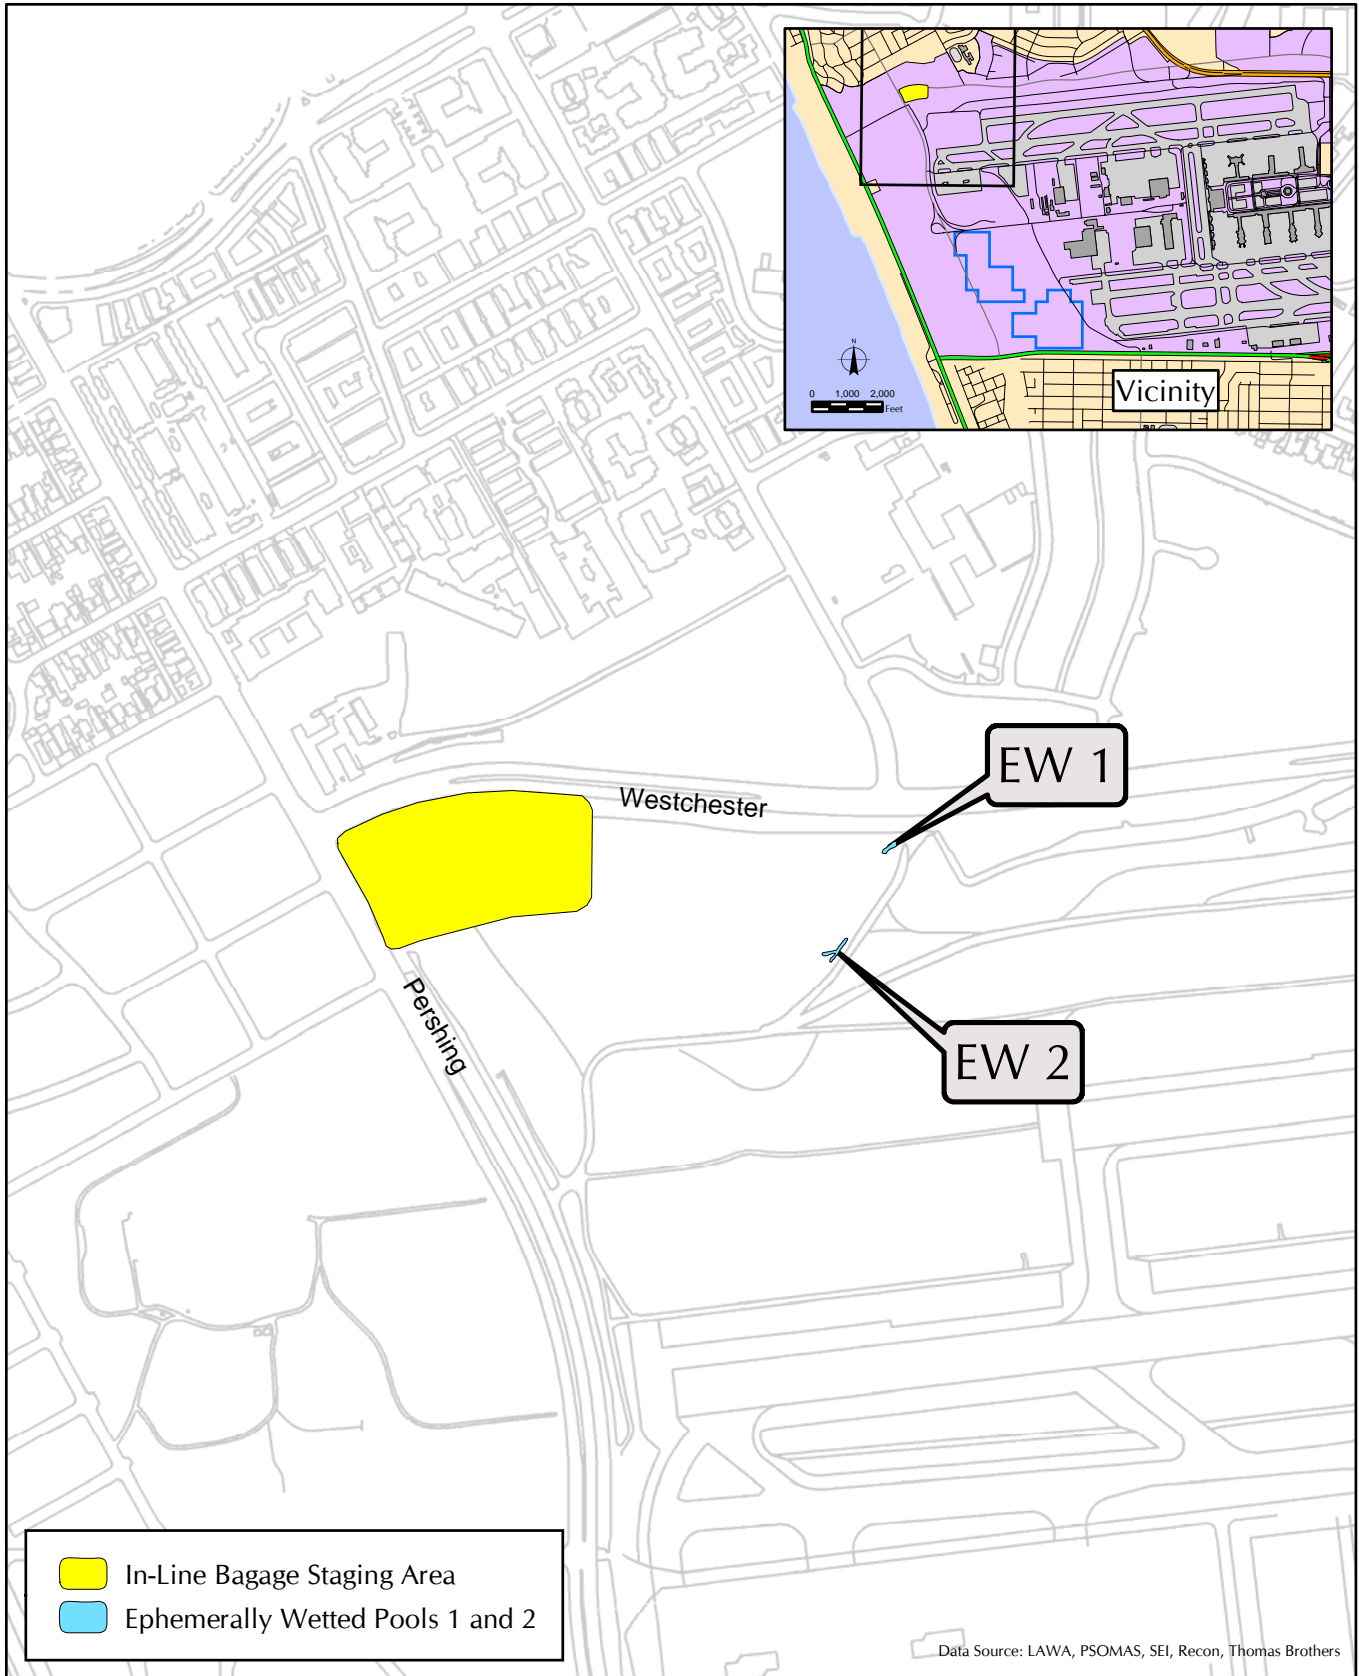 N
0 1,000 2,000
Feet
Vicinity
EW 1
Westchester
EW 2
Pershing
In-Line Bagage Staging Area
Ephemerally Wetted Pools 1 and 2
Data Source: LAWA, PSOMAS, SEI, Recon, Thomas Brothers